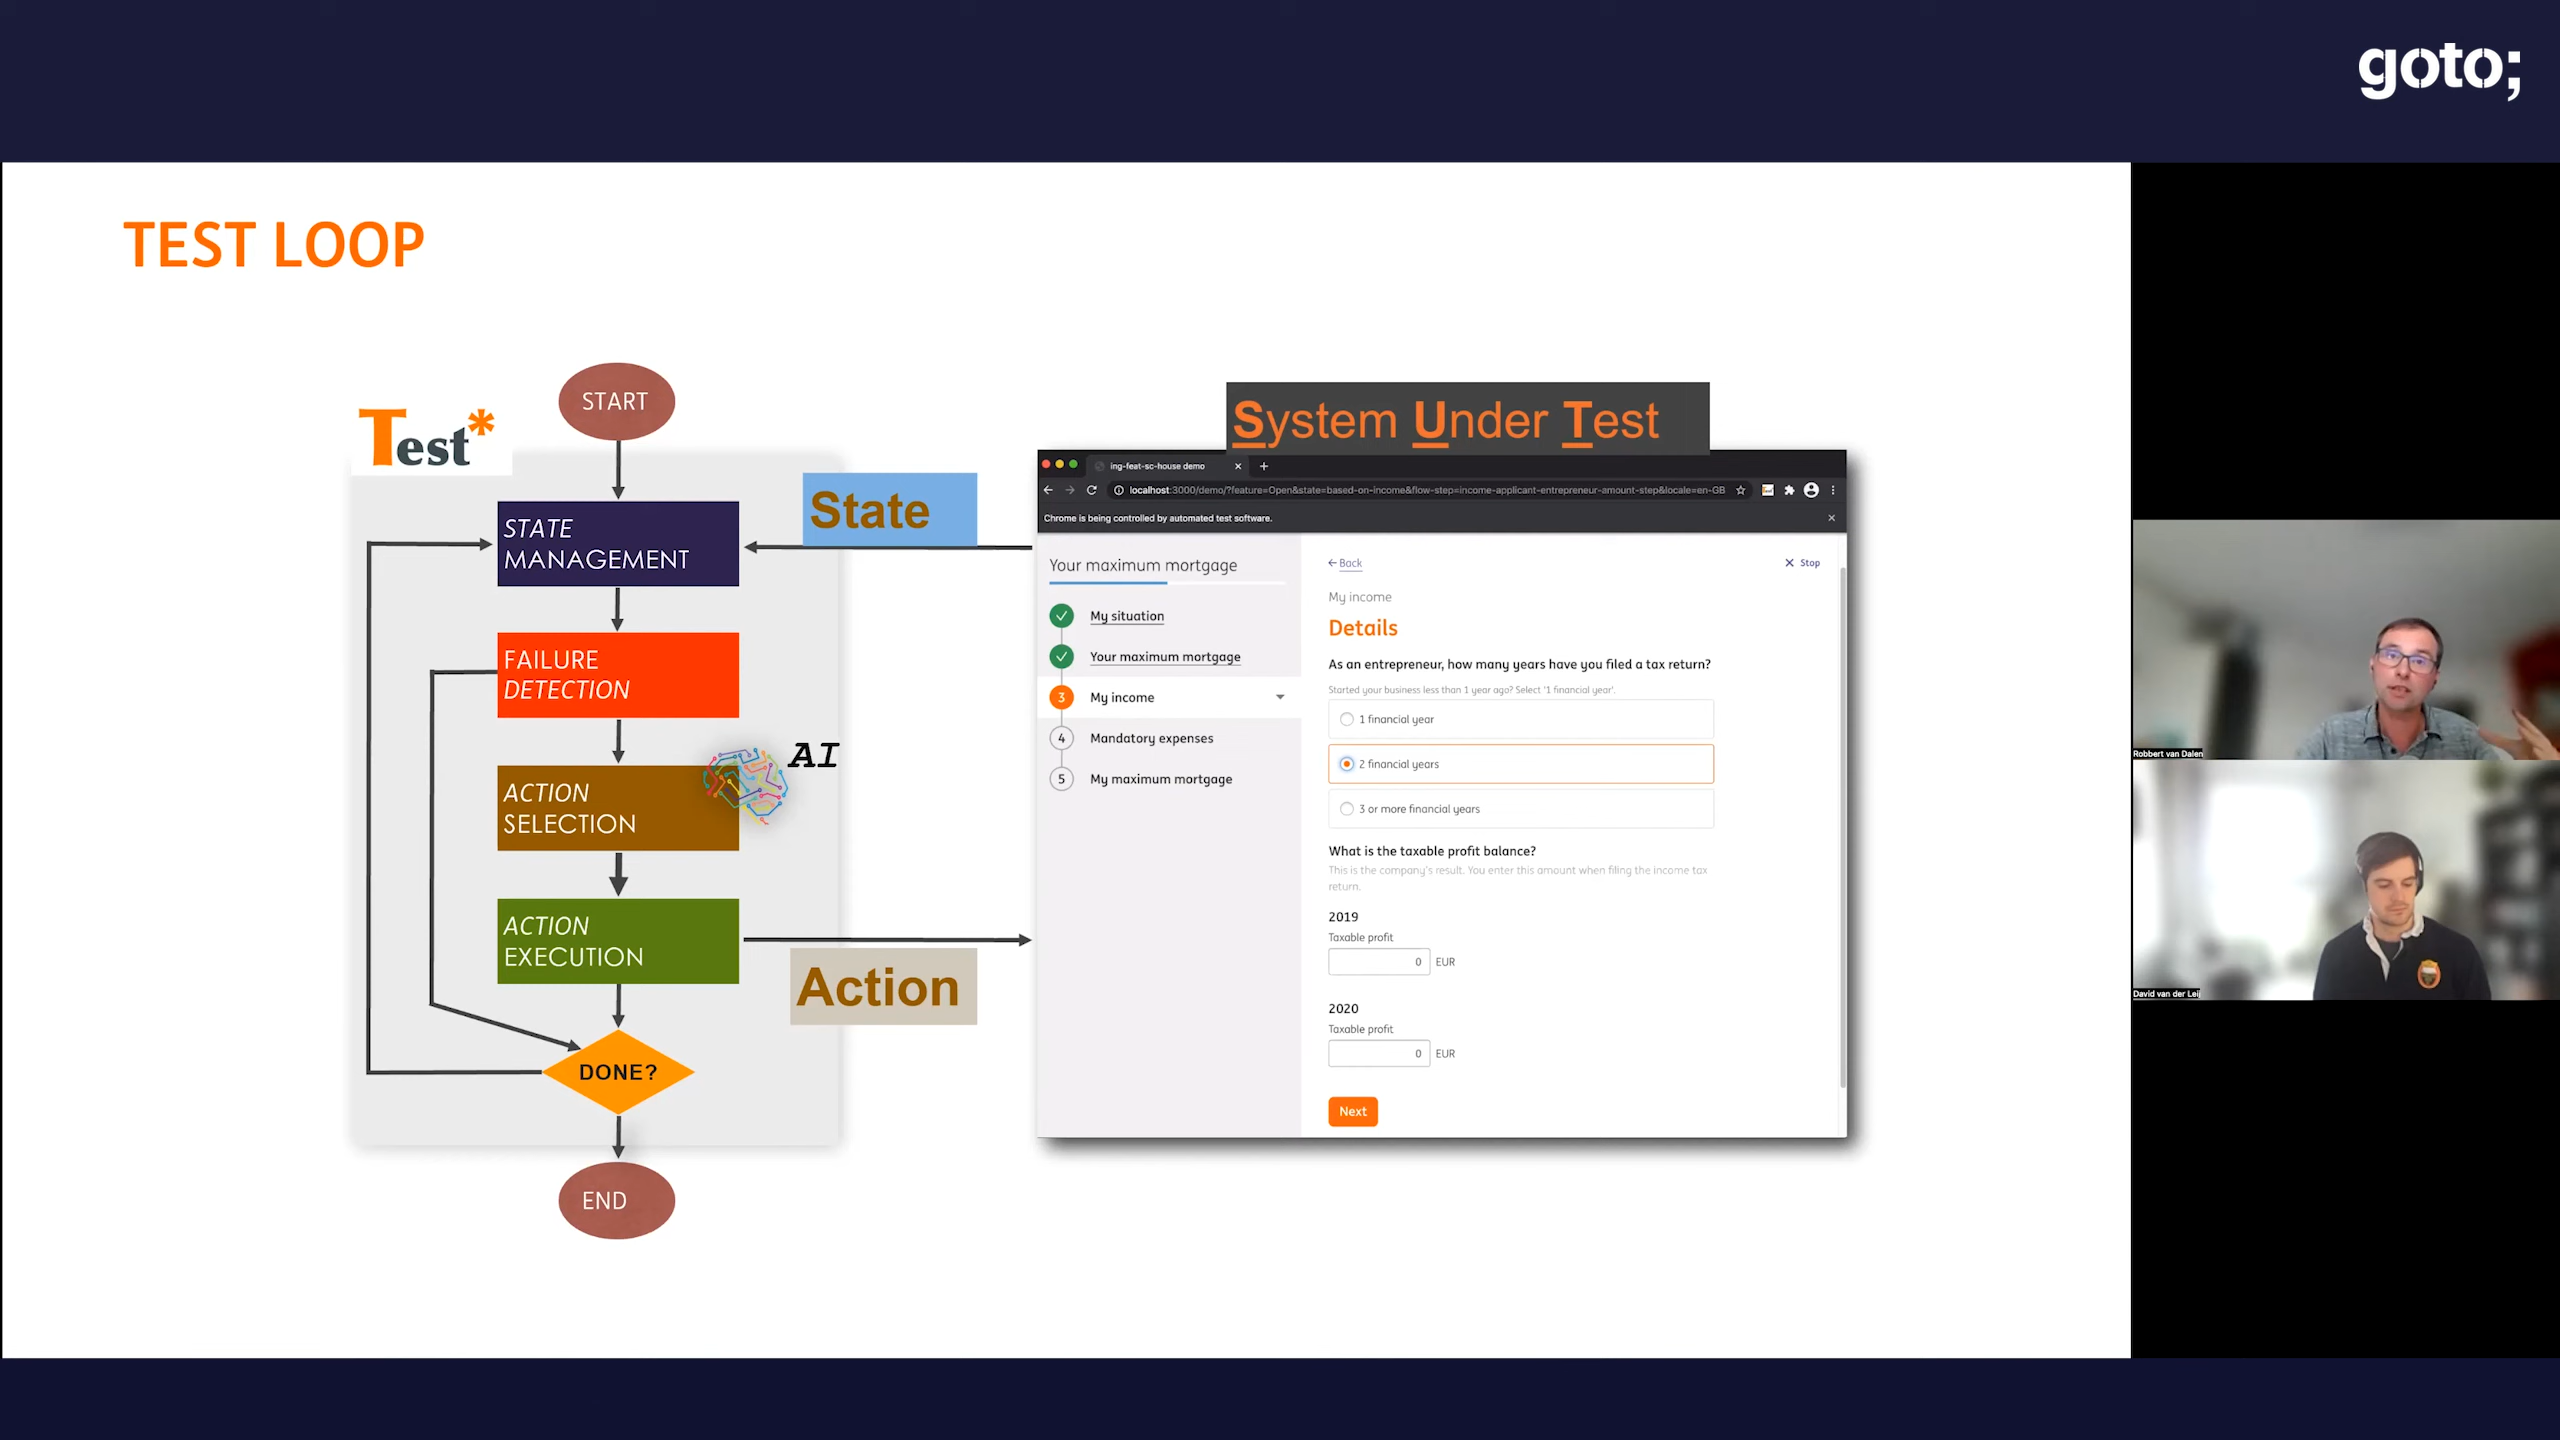 goto;
TEST LOOP
START
Test*
STATE
MANAGEMENT
FAILURE
DETECTION
AI
ACTION
SELECTION
ACTION
EXECUTION
DONE?
END
State
Action
System Under Test
ing-feat-sc-house demo
localhost:3000/demo/?feature=Open&state=based-on-income&flow-step=income-applicant-entrepreneur-amount-step&locale=en-GB
Chrome is being controlled by automated test software.
Your maximum mortgage
My situation
Your maximum mortgage
3 My income
4 Mandatory expenses
5 My maximum mortgage
Back
Stop
My income
Details
As an entrepreneur, how many years have you filed a tax return?
Started your business less than 1 year ago? Select '1 financial year'.
1 financial year
2 financial years
3 or more financial years
What is the taxable profit balance?
This is the company's result. You enter this amount when filing the income tax
return.
2019
Taxable profit
0 EUR
2020
Taxable profit
0 EUR
Next
Robbert van Dalen
David van der Leij